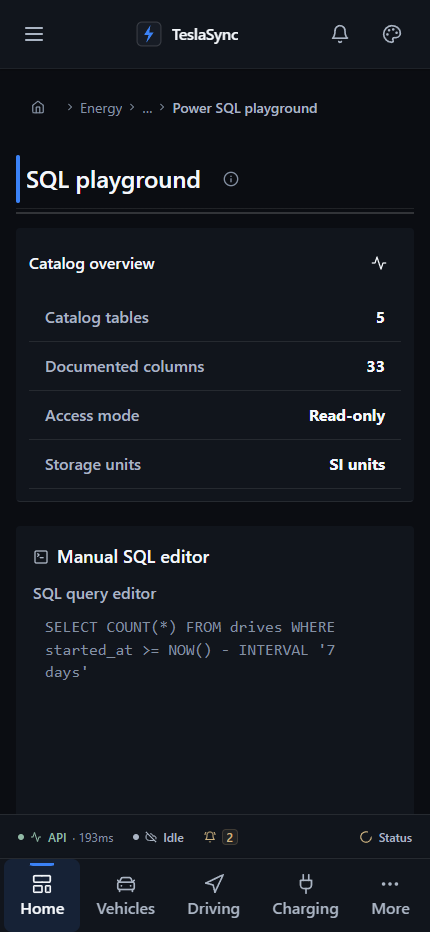 TeslaSync
Energy > ... > Power SQL playground
SQL playground
Catalog overview
Catalog tables 5
Documented columns 33
Access mode Read-only
Storage units SI units
Manual SQL editor
SQL query editor
SELECT COUNT(*) FROM drives WHERE
started_at >= NOW() - INTERVAL '7
days'
API · 193ms Idle 2 Status
Home Vehicles Driving Charging More